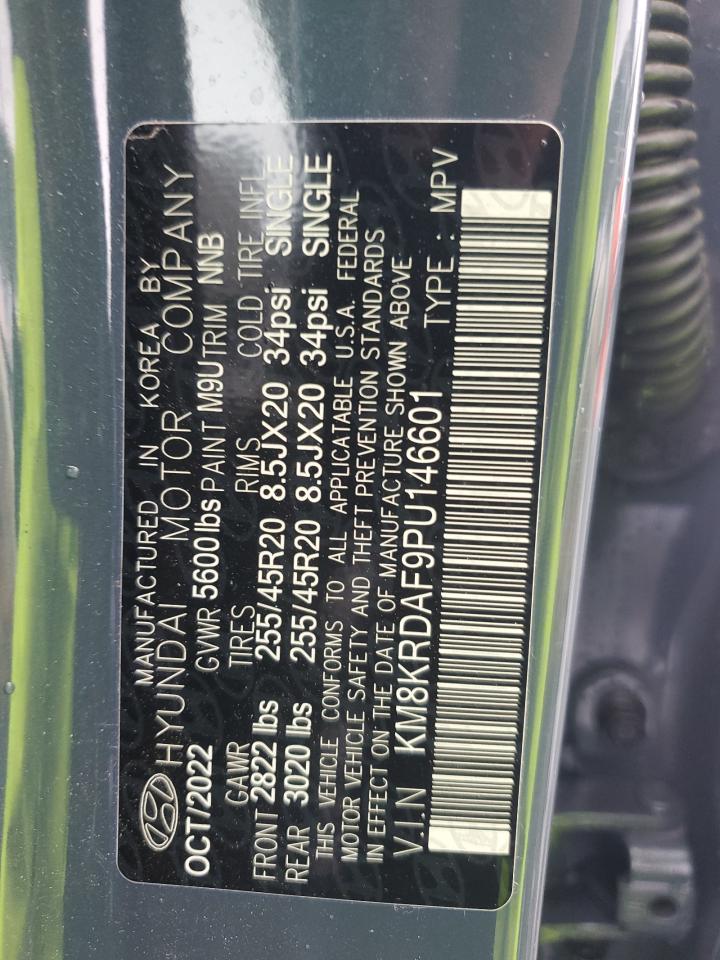 MANUFACTURED IN KOREA BY
HYUNDAI MOTOR COMPANY
OCT/2022 GVWR 5600 lbs PAINT M9U TRIM NNB
GAWR TIRES RIMS COLD TIRE INFL
FRONT 2822 lbs 255/45R20 8.5JX20 34psi SINGLE
REAR 3020 lbs 255/45R20 8.5JX20 34psi SINGLE
THIS VEHICLE CONFORMS TO ALL APPLICATABLE U.S.A. FEDERAL
MOTOR VEHICLE SAFETY AND THEFT PREVENTION STANDARDS
IN EFFECT ON THE DATE OF MANUFACTURE SHOWN ABOVE
V.I.N KM8KRDAF9PU146601 TYPE : MPV